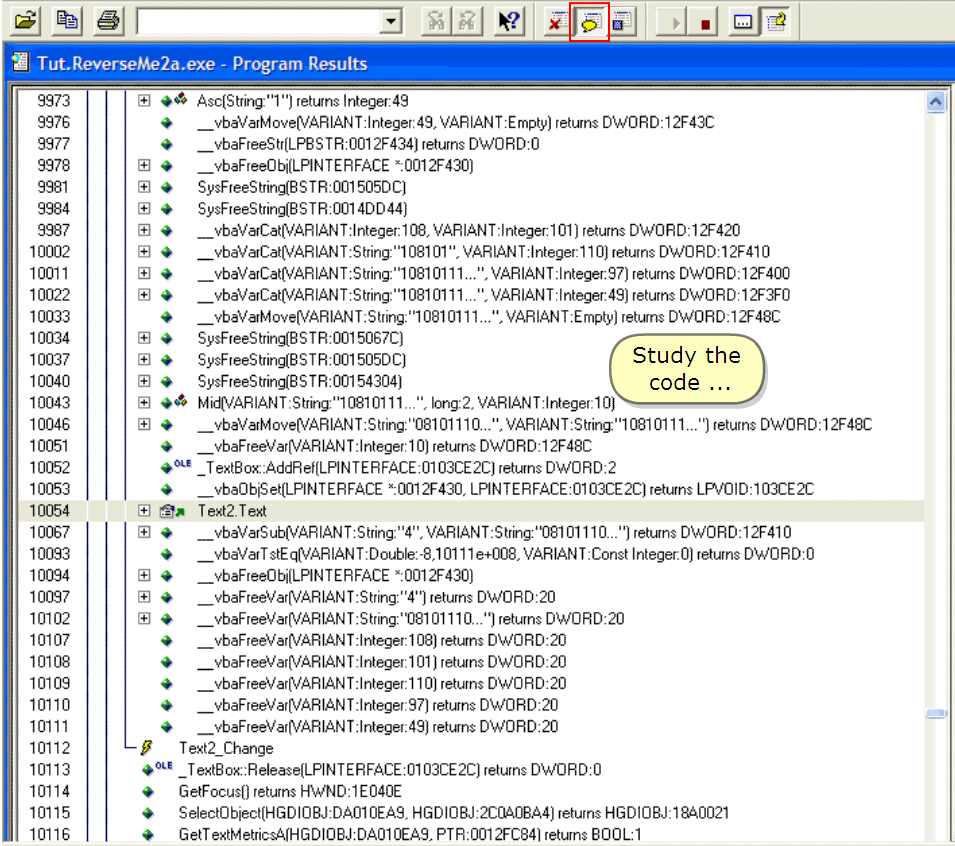 Tut.ReverseMe2a.exe - Program Results
9973 Asc(String:"1") returns Integer:49
9976 __vbaVarMove(VARIANT:Integer:49, VARIANT:Empty) returns DWORD:12F43C
9977 __vbaFreeStr(LPBSTR:0012F434) returns DWORD:0
9978 __vbaFreeObj(LPINTERFACE *:0012F430)
9981 SysFreeString(BSTR:001505DC)
9984 SysFreeString(BSTR:0014DD44)
9987 __vbaVarCat(VARIANT:Integer:108, VARIANT:Integer:101) returns DWORD:12F420
10002 __vbaVarCat(VARIANT:String:"108101", VARIANT:Integer:110) returns DWORD:12F410
10011 __vbaVarCat(VARIANT:String:"10810111...", VARIANT:Integer:97) returns DWORD:12F400
10022 __vbaVarCat(VARIANT:String:"10810111...", VARIANT:Integer:49) returns DWORD:12F3F0
10033 __vbaVarMove(VARIANT:String:"10810111...", VARIANT:Empty) returns DWORD:12F48C
10034 SysFreeString(BSTR:0015067C)
10037 SysFreeString(BSTR:001505DC)
10040 SysFreeString(BSTR:00154304)
10043 Mid(VARIANT:String:"10810111...", long:2, VARIANT:Integer:10)
10046 __vbaVarMove(VARIANT:String:"08101110...", VARIANT:String:"10810111...") returns DWORD:12F48C
10051 __vbaFreeVar(Integer:10) returns DWORD:12F48C
10052 OLE _TextBox::AddRef(LPINTERFACE:0103CE2C) returns DWORD:2
10053 __vbaObjSet(LPINTERFACE *:0012F430, LPINTERFACE:0103CE2C) returns LPVOID:103CE2C
10054 Text2.Text
10067 __vbaVarSub(VARIANT:String:"4", VARIANT:String:"08101110...") returns DWORD:12F410
10093 __vbaVarTstEq(VARIANT:Double:-8,10111e+008, VARIANT:Const Integer:0) returns DWORD:0
10094 __vbaFreeObj(LPINTERFACE *:0012F430)
10097 __vbaFreeVar(VARIANT:String:"4") returns DWORD:20
10102 __vbaFreeVar(VARIANT:String:"08101110...") returns DWORD:20
10107 __vbaFreeVar(VARIANT:Integer:108) returns DWORD:20
10108 __vbaFreeVar(VARIANT:Integer:101) returns DWORD:20
10109 __vbaFreeVar(VARIANT:Integer:110) returns DWORD:20
10110 __vbaFreeVar(VARIANT:Integer:97) returns DWORD:20
10111 __vbaFreeVar(VARIANT:Integer:49) returns DWORD:20
10112 Text2_Change
10113 OLE _TextBox::Release(LPINTERFACE:0103CE2C) returns DWORD:0
10114 GetFocus() returns HWND:1E040E
10115 SelectObject(HGDIOBJ:DA010EA9, HGDIOBJ:2C0A0BA4) returns HGDIOBJ:18A0021
10116 GetTextMetricsA(HGDIOBJ:DA010EA9, PTR:0012FC84) returns BOOL:1
Study the
code ...